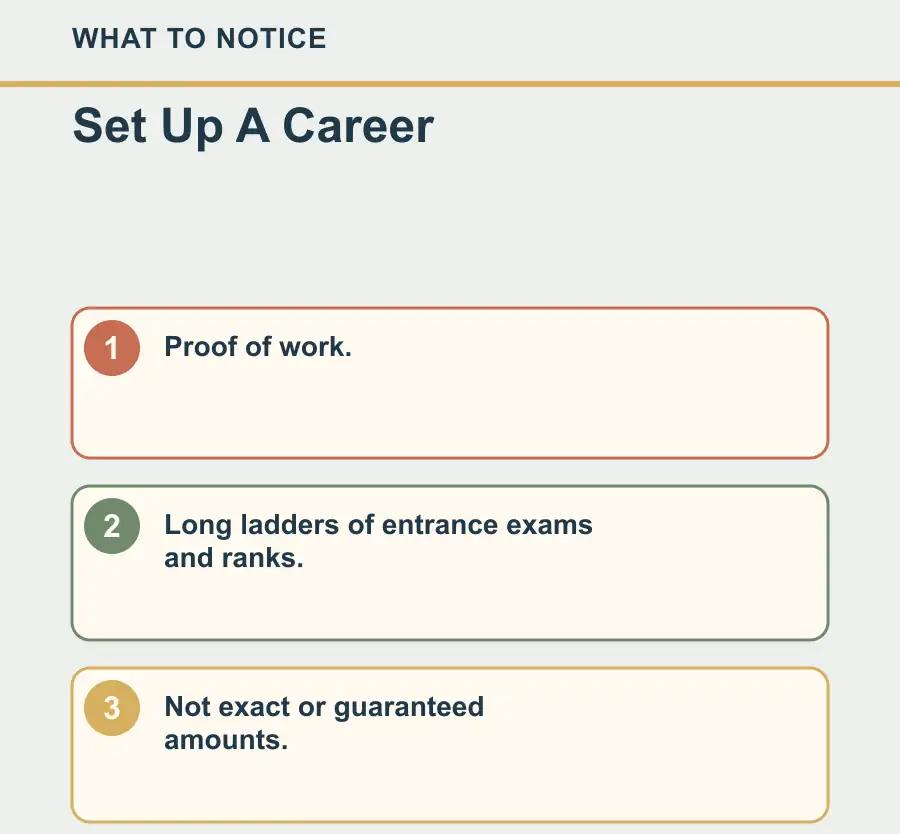 WHAT TO NOTICE
Set Up A Career
1
Proof of work.
2
Long ladders of entrance exams
and ranks.
3
Not exact or guaranteed
amounts.